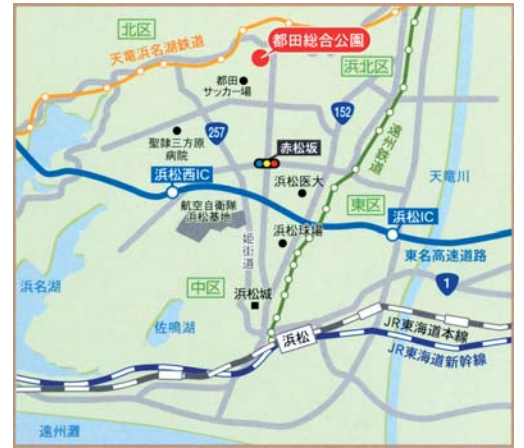 北区
天竜浜名湖鉄道
都田総合公園
浜北区
都田
サッカー場
152
257
遠州鉄道
聖隷三方原
病院
赤松坂
浜松西IC
浜松医大
天竜川
航空自衛隊
浜松基地
東区
浜松IC
浜松球場
姫街道
東名高速道路
中区
浜名湖
1
浜松城
佐鳴湖
浜松
JR東海道本線
JR東海道新幹線
遠州灘